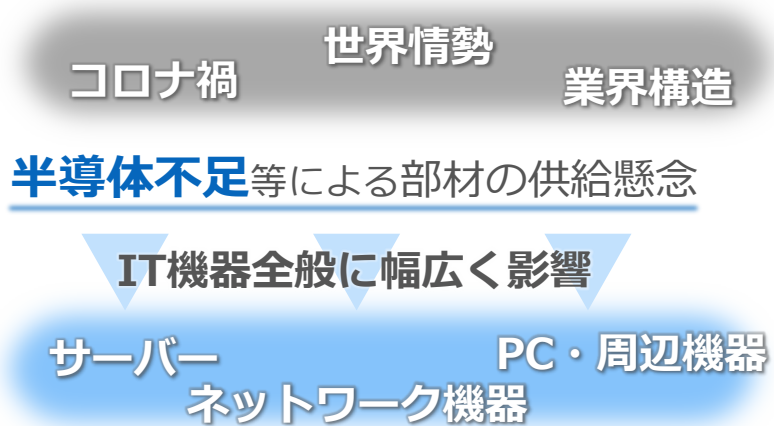 世界情勢
コロナ禍
業界構造
半導体不足等による部材の供給懸念
IT機器全般に幅広く影響
サーバー
PC・周辺機器
ネットワーク機器